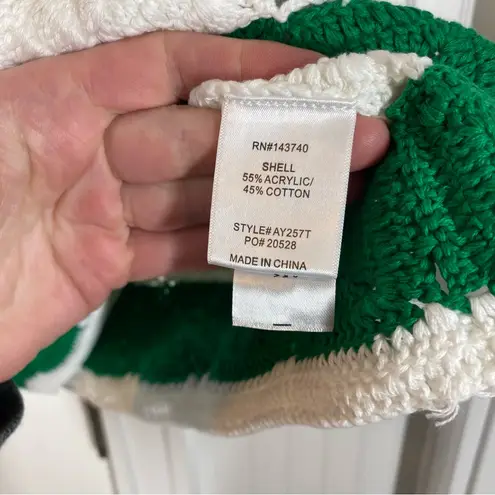 RN#143740
SHELL
55% ACRYLIC/
45% COTTON
STYLE# AY257T
PO# 20528
MADE IN CHINA